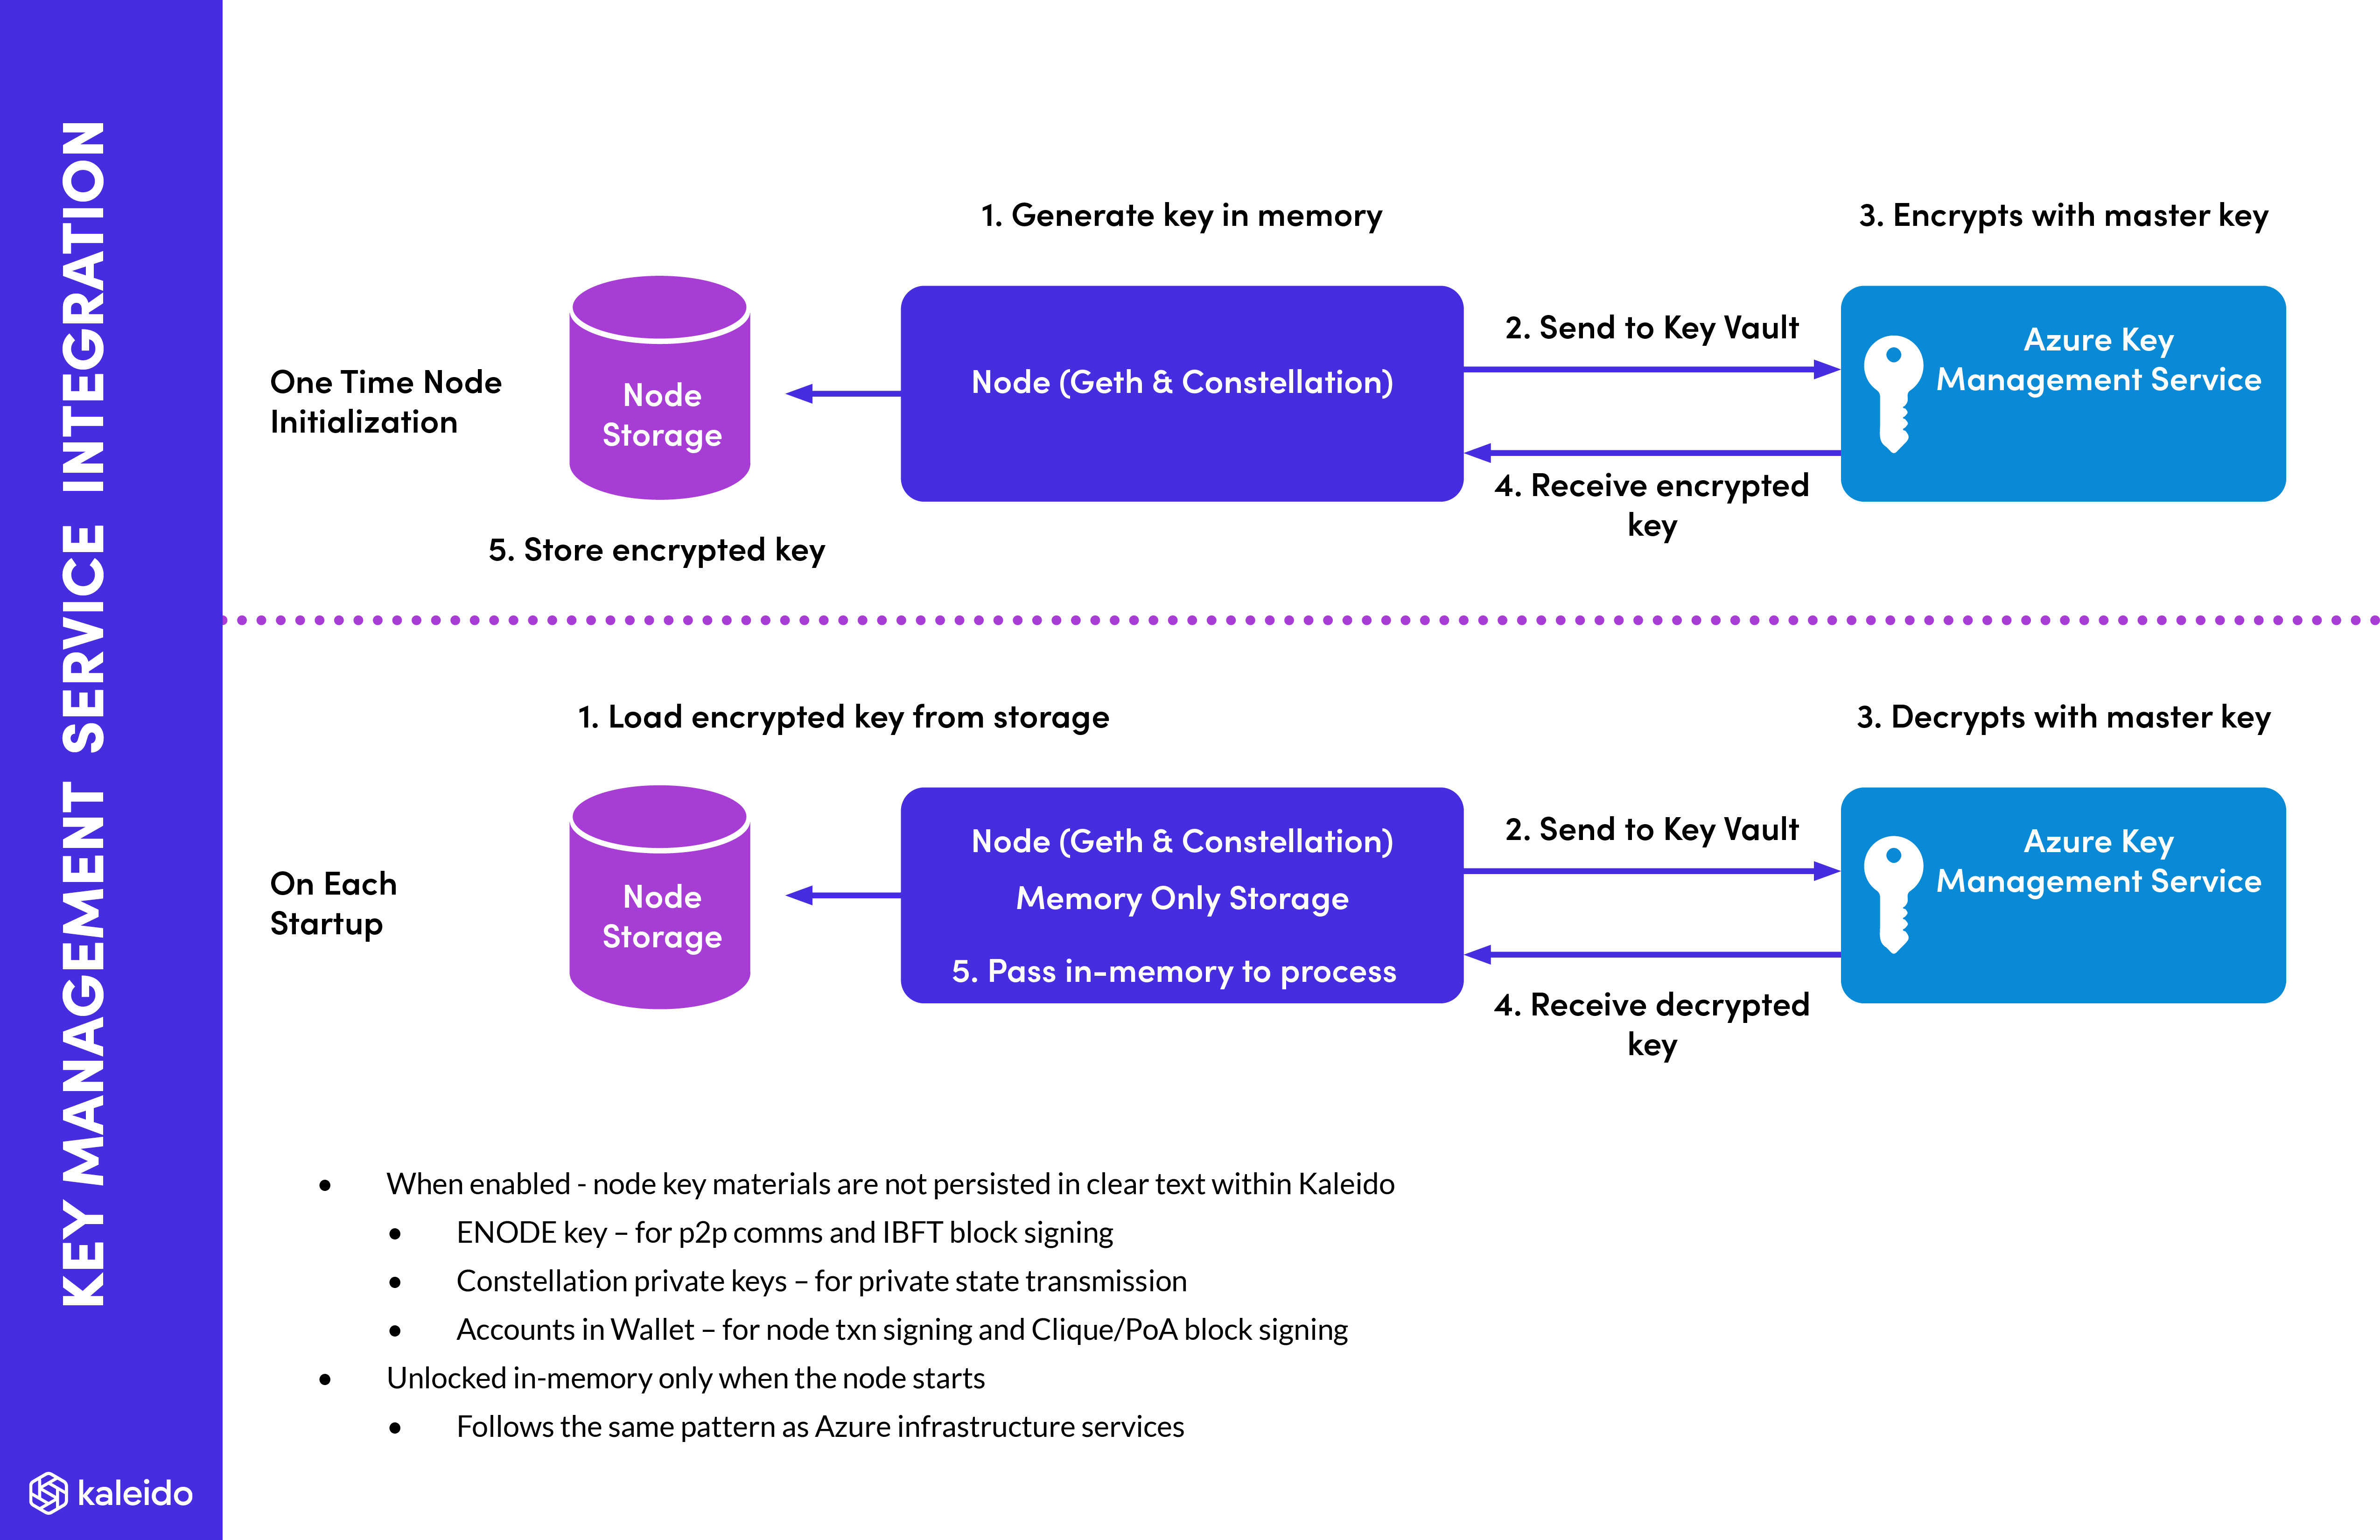 KEY MANAGEMENT SERVICE INTEGRATION
1. Generate key in memory
3. Encrypts with master key
One Time Node
Initialization
Node
Storage
Node (Geth & Constellation)
2. Send to Key Vault
Azure Key
Management Service
4. Receive encrypted
key
5. Store encrypted key
1. Load encrypted key from storage
3. Decrypts with master key
On Each
Startup
Node
Storage
Node (Geth & Constellation)
Memory Only Storage
5. Pass in-memory to process
2. Send to Key Vault
Azure Key
Management Service
4. Receive decrypted
key
• When enabled - node key materials are not persisted in clear text within Kaleido
• ENODE key – for p2p comms and IBFT block signing
• Constellation private keys – for private state transmission
• Accounts in Wallet – for node txn signing and Clique/PoA block signing
• Unlocked in-memory only when the node starts
• Follows the same pattern as Azure infrastructure services
kaleido